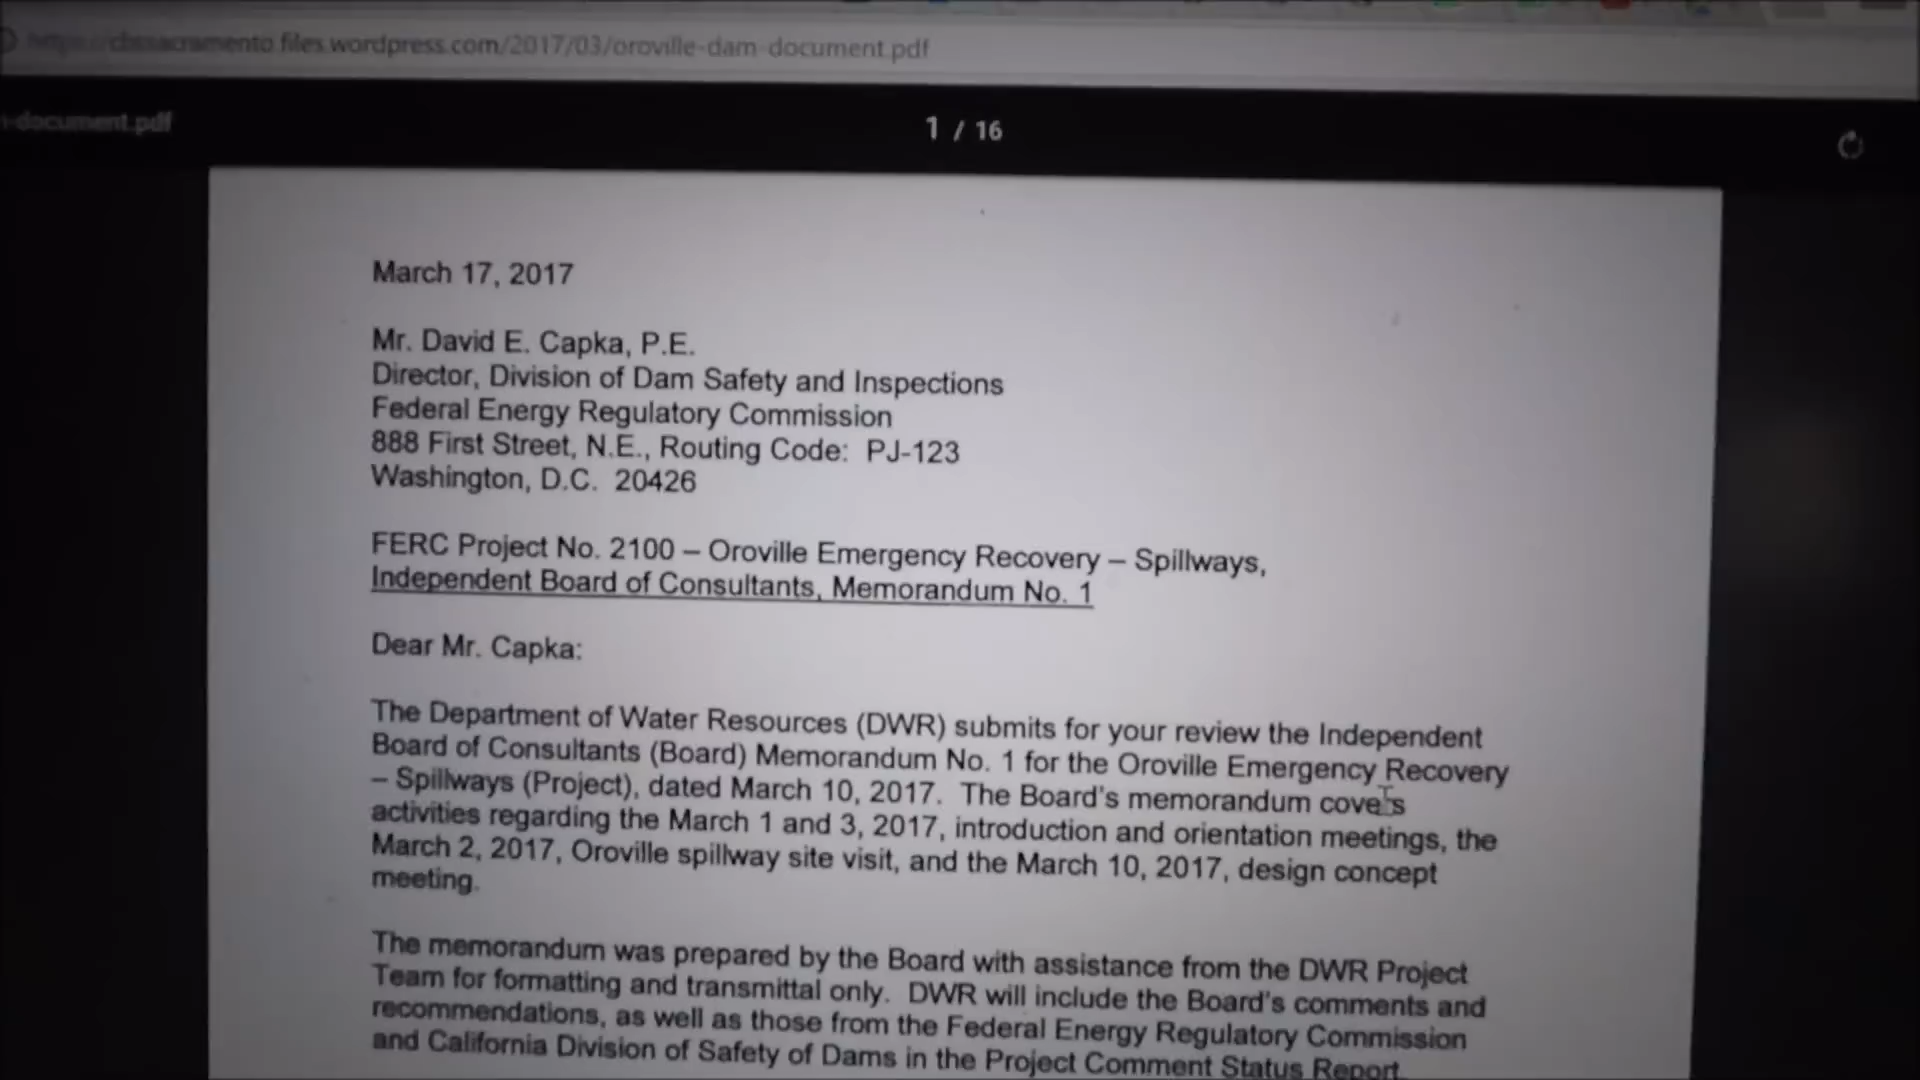 https://cbssacramento.files.wordpress.com/2017/03/oroville-dam-document.pdf
-document.pdf
1 / 16
March 17, 2017
Mr. David E. Capka, P.E.
Director, Division of Dam Safety and Inspections
Federal Energy Regulatory Commission
888 First Street, N.E., Routing Code: PJ-123
Washington, D.C. 20426
FERC Project No. 2100 – Oroville Emergency Recovery – Spillways,
Independent Board of Consultants, Memorandum No. 1
Dear Mr. Capka:
The Department of Water Resources (DWR) submits for your review the Independent
Board of Consultants (Board) Memorandum No. 1 for the Oroville Emergency Recovery
– Spillways (Project), dated March 10, 2017. The Board's memorandum covers
activities regarding the March 1 and 3, 2017, introduction and orientation meetings, the
March 2, 2017, Oroville spillway site visit, and the March 10, 2017, design concept
meeting.
The memorandum was prepared by the Board with assistance from the DWR Project
Team for formatting and transmittal only. DWR will include the Board's comments and
recommendations, as well as those from the Federal Energy Regulatory Commission
and California Division of Safety of Dams in the Project Comment Status Report.